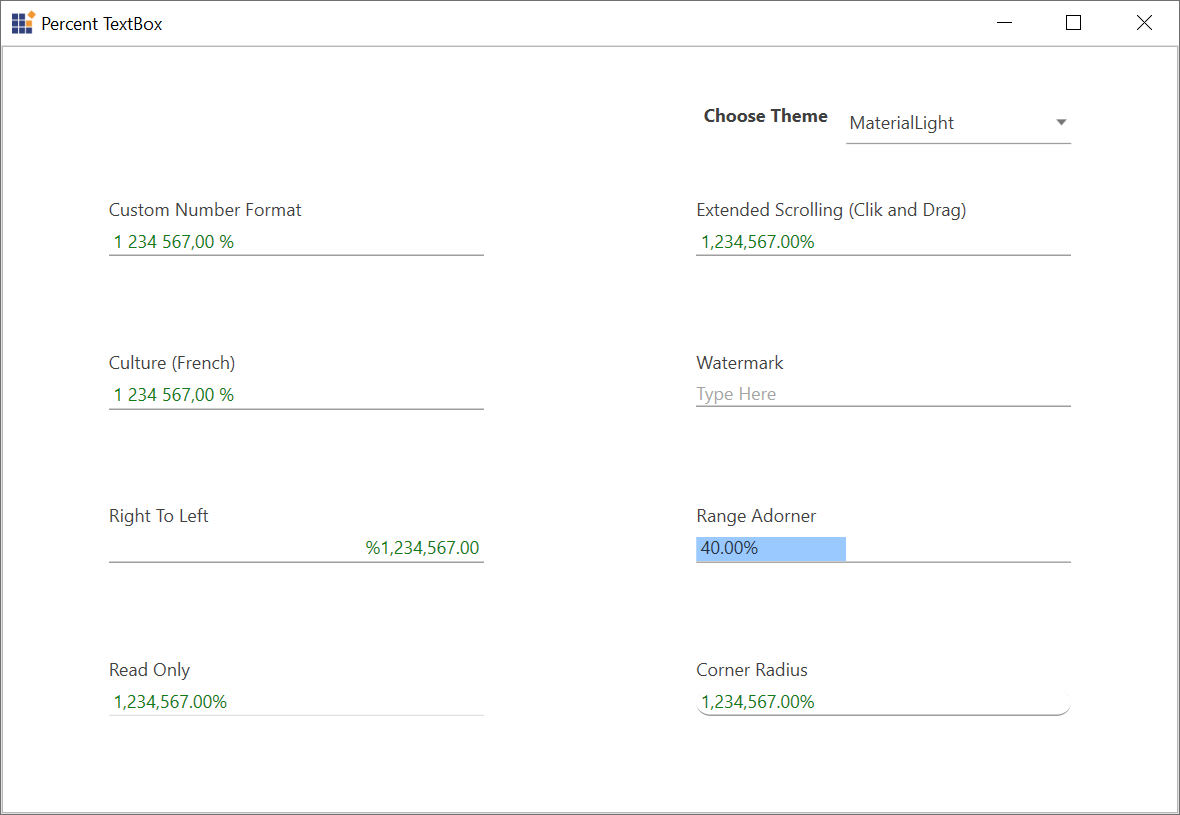 Percent TextBox
Choose Theme
MaterialLight
Custom Number Format
1 234 567,00 %
Extended Scrolling (Clik and Drag)
1,234,567.00%
Culture (French)
1 234 567,00 %
Watermark
Type Here
Right To Left
%1,234,567.00
Range Adorner
40.00%
Read Only
1,234,567.00%
Corner Radius
1,234,567.00%